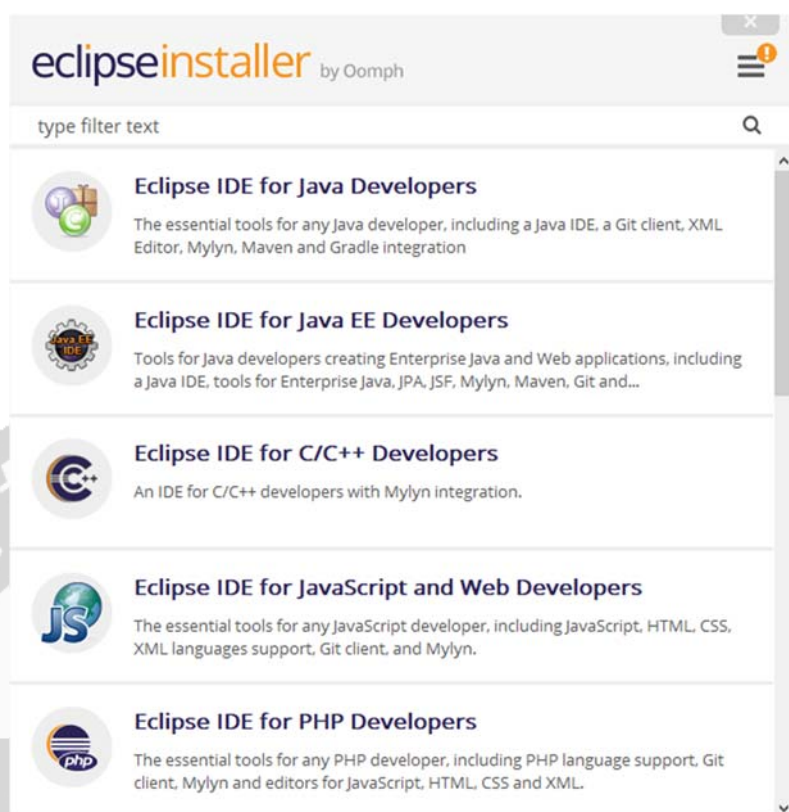 eclipseinstaller by Oomph
type filter text
Eclipse IDE for Java Developers
The essential tools for any Java developer, including a Java IDE, a Git client, XML
Editor, Mylyn, Maven and Gradle integration
Eclipse IDE for Java EE Developers
Java EE
IDE
Tools for Java developers creating Enterprise Java and Web applications, including
a Java IDE, tools for Enterprise Java, JPA, JSF, Mylyn, Maven, Git and...
Eclipse IDE for C/C++ Developers
C++
An IDE for C/C++ developers with Mylyn integration.
Eclipse IDE for JavaScript and Web Developers
JS
The essential tools for any JavaScript developer, including JavaScript, HTML, CSS,
XML languages support, Git client, and Mylyn.
Eclipse IDE for PHP Developers
php
The essential tools for any PHP developer, including PHP language support, Git
client, Mylyn and editors for JavaScript, HTML, CSS and XML.